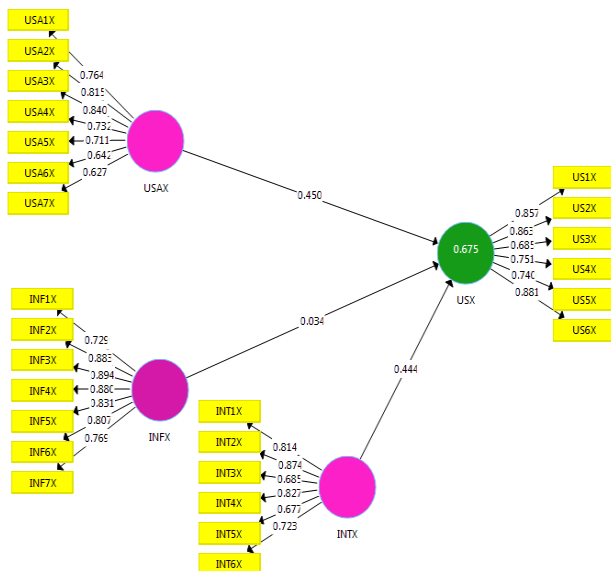 USA1X
USA2X
USA3X
USA4X
USA5X
USA6X
USA7X
0.764
0.815
0.840
0.732
0.711
0.642
0.627
USAX
0.450
US1X
US2X
US3X
US4X
US5X
US6X
0.857
0.863
0.685
0.751
0.740
0.881
0.675
USX
INF1X
INF2X
INF3X
INF4X
INF5X
INF6X
INF7X
0.729
0.883
0.894
0.880
0.831
0.807
0.769
INFX
0.034
0.444
INT1X
INT2X
INT3X
INT4X
INT5X
INT6X
0.814
0.874
0.685
0.827
0.677
0.723
INTX